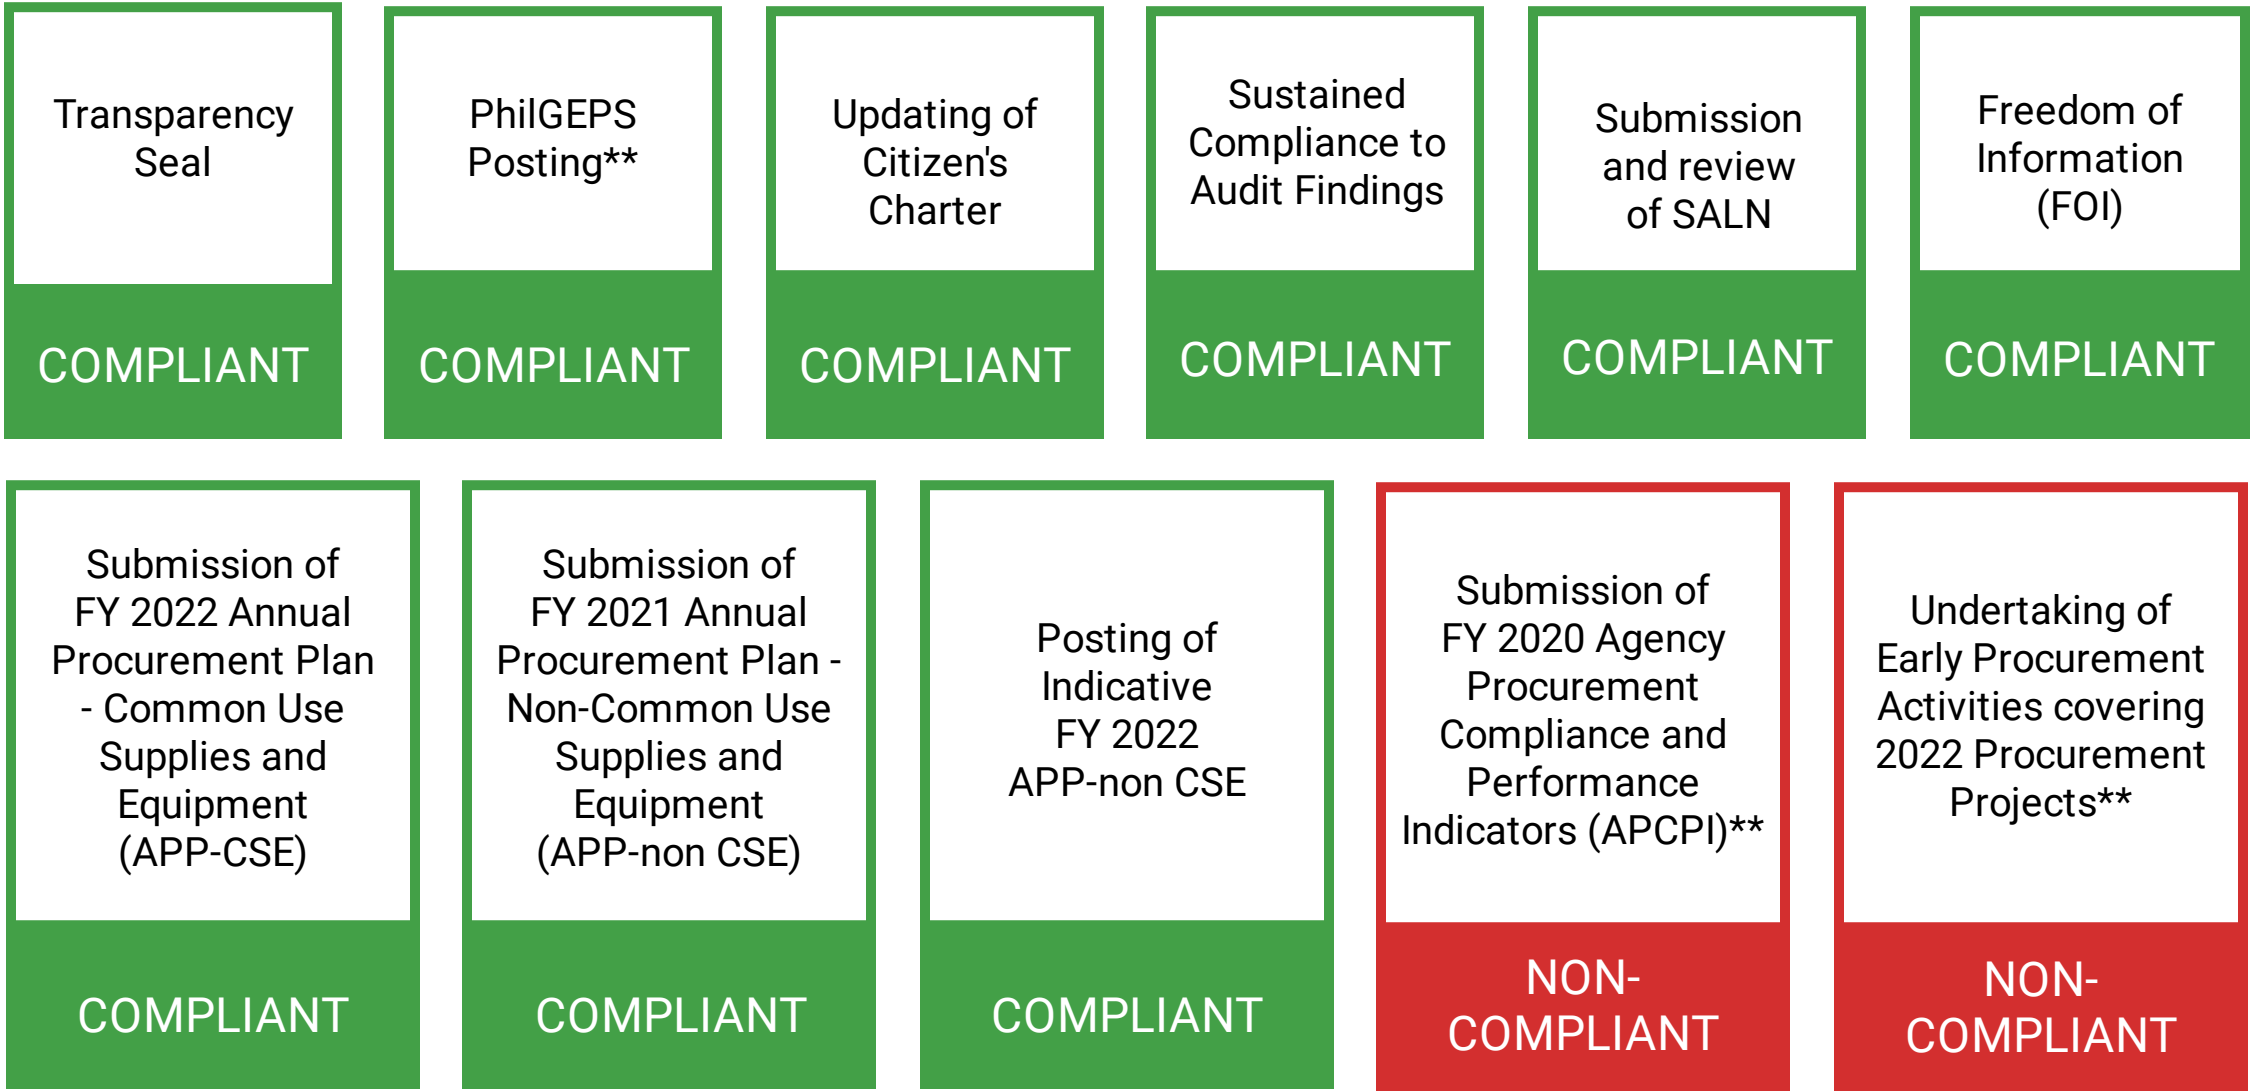 Transparency
Seal
COMPLIANT
PhilGEPS
Posting**
COMPLIANT
Updating of
Citizen's
Charter
COMPLIANT
Sustained
Compliance to
Audit Findings
COMPLIANT
Submission
and review
of SALN
COMPLIANT
Freedom of
Information
(FOI)
COMPLIANT
Submission of
FY 2022 Annual
Procurement Plan
- Common Use
Supplies and
Equipment
(APP-CSE)
COMPLIANT
Submission of
FY 2021 Annual
Procurement Plan -
Non-Common Use
Supplies and
Equipment
(APP-non CSE)
COMPLIANT
Posting of
Indicative
FY 2022
APP-non CSE
COMPLIANT
Submission of
FY 2020 Agency
Procurement
Compliance and
Performance
Indicators (APCPI)**
NON-
COMPLIANT
Undertaking of
Early Procurement
Activities covering
2022 Procurement
Projects**
NON-
COMPLIANT